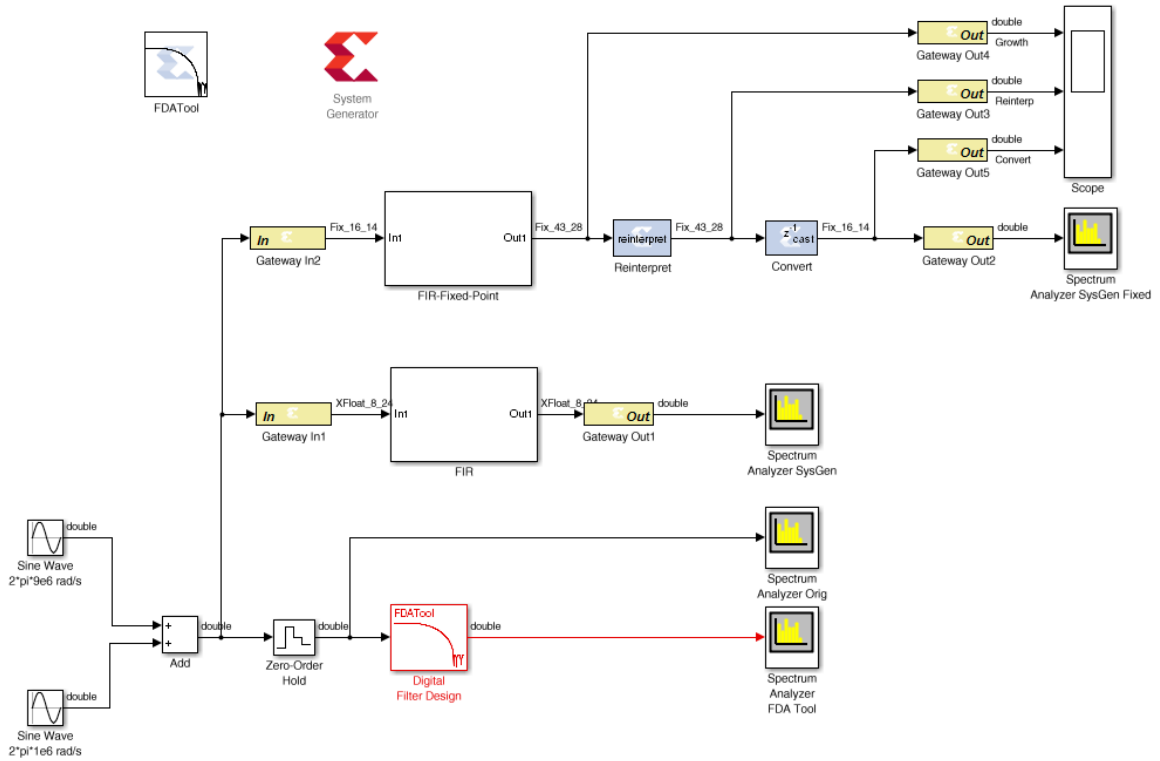 double
Out
Growth
Gateway Out4
double
Out
Reinterp
Gateway Out3
double
Out
Convert
Gateway Out5
Scope
FDATool
System
Generator
Fix_16_14
In
Gateway In2
In1
Out1
FIR-Fixed-Point
Fix_43_28
reinterpret
Reinterpret
Fix_43_28
z-1
cast
Convert
Fix_16_14
Out
Gateway Out2
double
Spectrum
Analyzer SysGen Fixed
In
Gateway In1
XFloat_8_24
In1
Out1
FIR
XFloat_8_24
Out
Gateway Out1
double
Spectrum
Analyzer SysGen
Spectrum
Analyzer Orig
double
Sine Wave
2*pi*9e6 rad/s
+
+
Add
double
Zero-Order
Hold
double
FDATool
Digital
Filter Design
double
Spectrum
Analyzer
FDA Tool
double
Sine Wave
2*pi*1e6 rad/s